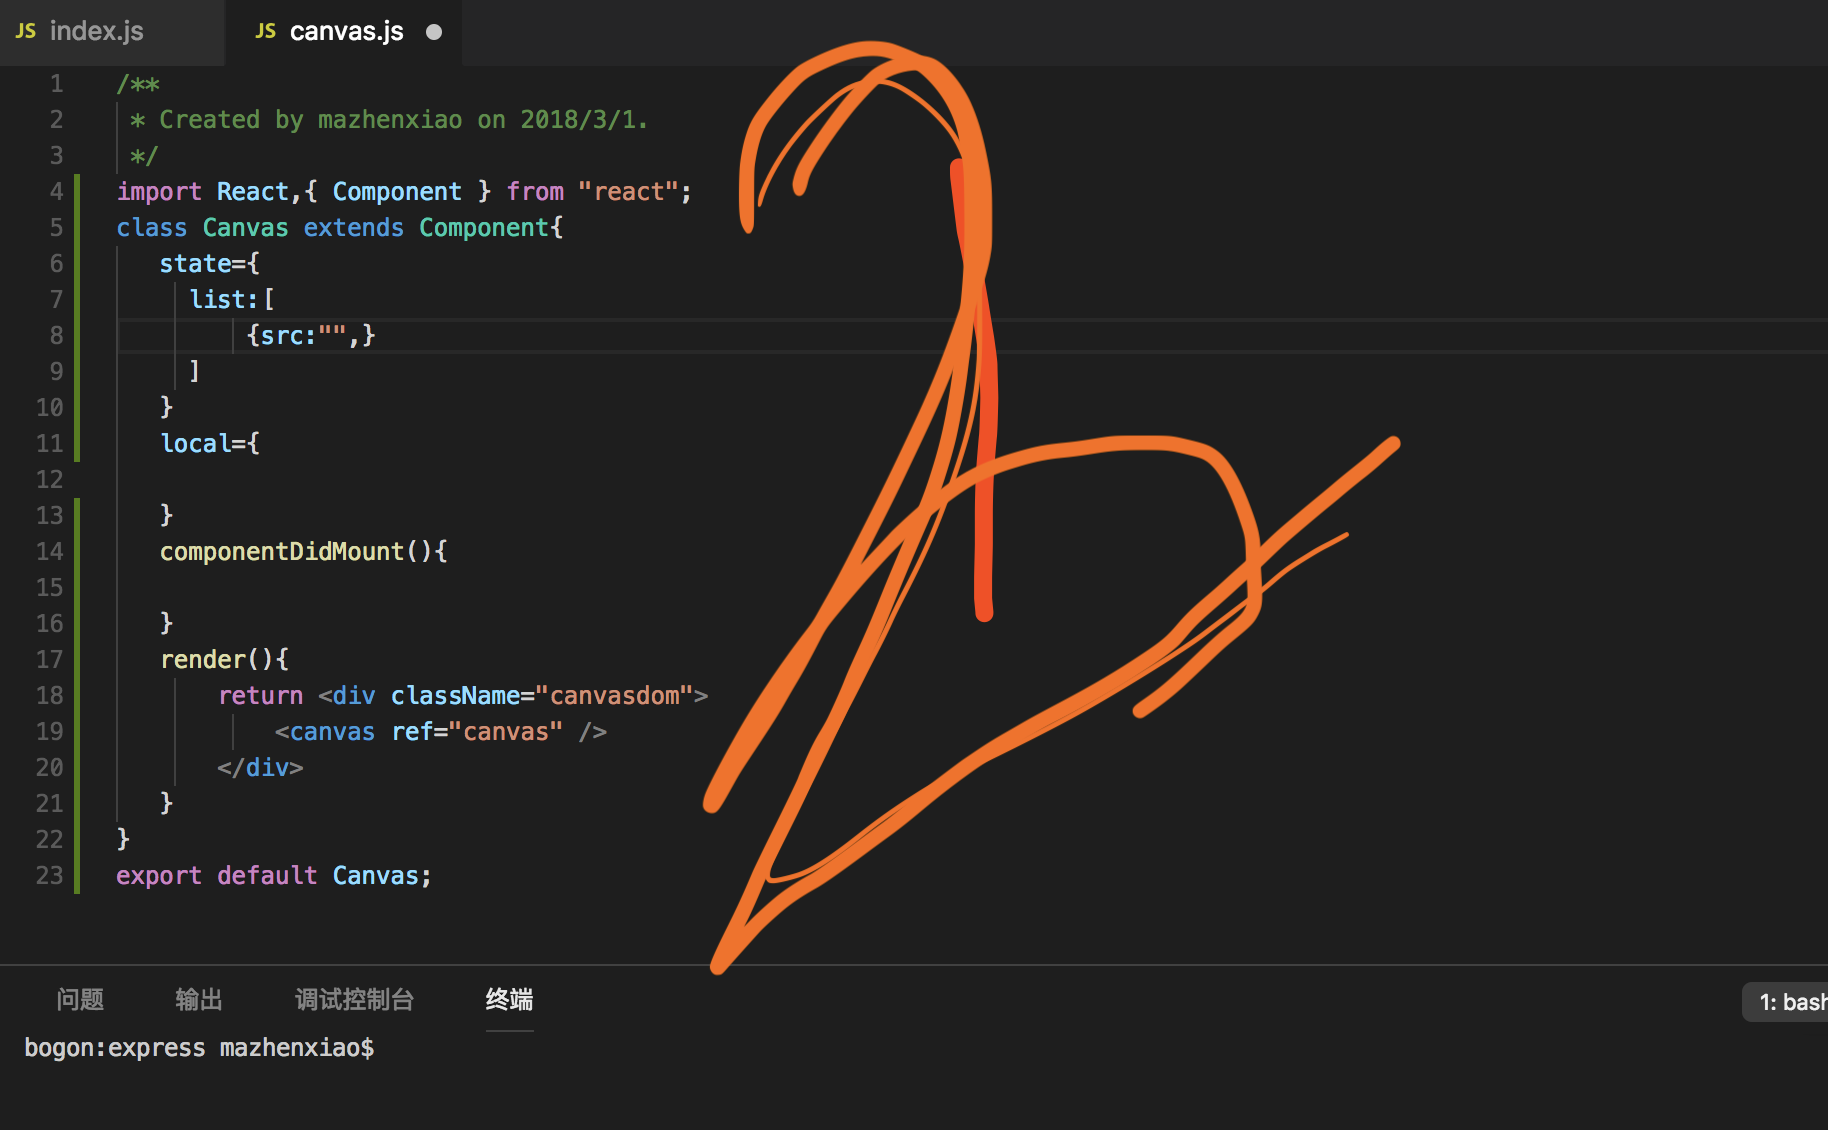 JS index.js JS canvas.js
1 /**
2 * Created by mazhenxiao on 2018/3/1.
3 */
4 import React,{ Component } from "react";
5 class Canvas extends Component{
6 state={
7 list:[
8 {src:"",}
9 ]
10 }
11 local={
12
13 }
14 componentDidMount(){
15
16 }
17 render(){
18 return <div className="canvasdom">
19 <canvas ref="canvas" />
20 </div>
21 }
22 }
23 export default Canvas;
问题 输出 调试控制台 终端 1: bash
bogon:express mazhenxiao$